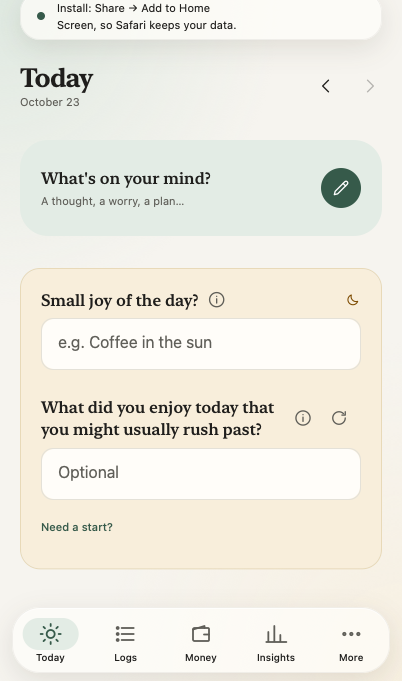 Install: Share → Add to Home
Screen, so Safari keeps your data.
Today
October 23
What's on your mind?
A thought, a worry, a plan...
Small joy of the day?
e.g. Coffee in the sun
What did you enjoy today that
you might usually rush past?
Optional
Need a start?
Today
Logs
Money
Insights
More